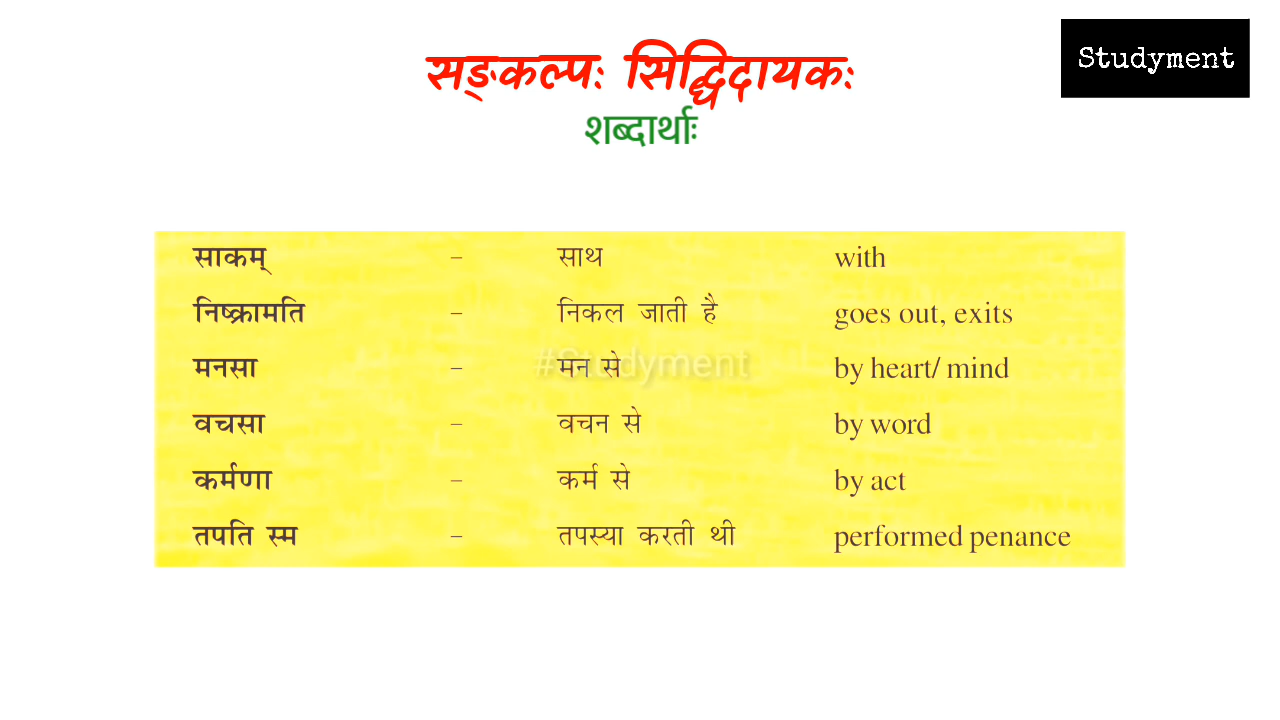 सङ्कल्पः सिद्धिदायकः
Studyment
शब्दार्थाः
साकम् – साथ with
निष्क्रामति – निकल जाती है goes out, exits
#Studyment
मनसा – मन से by heart/ mind
वचसा – वचन से by word
कर्मणा – कर्म से by act
तपति स्म – तपस्या करती थी performed penance